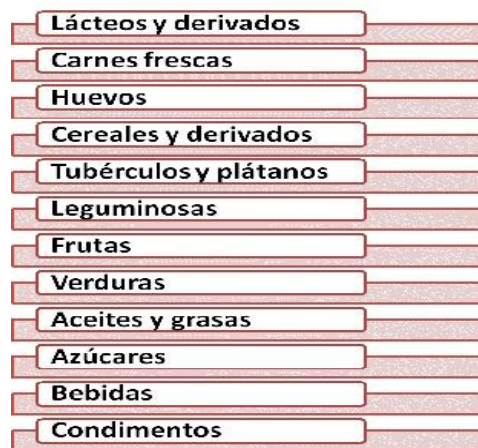 Lácteos y derivados
Carnes frescas
Huevos
Cereales y derivados
Tubérculos y plátanos
Leguminosas
Frutas
Verduras
Aceites y grasas
Azúcares
Bebidas
Condimentos